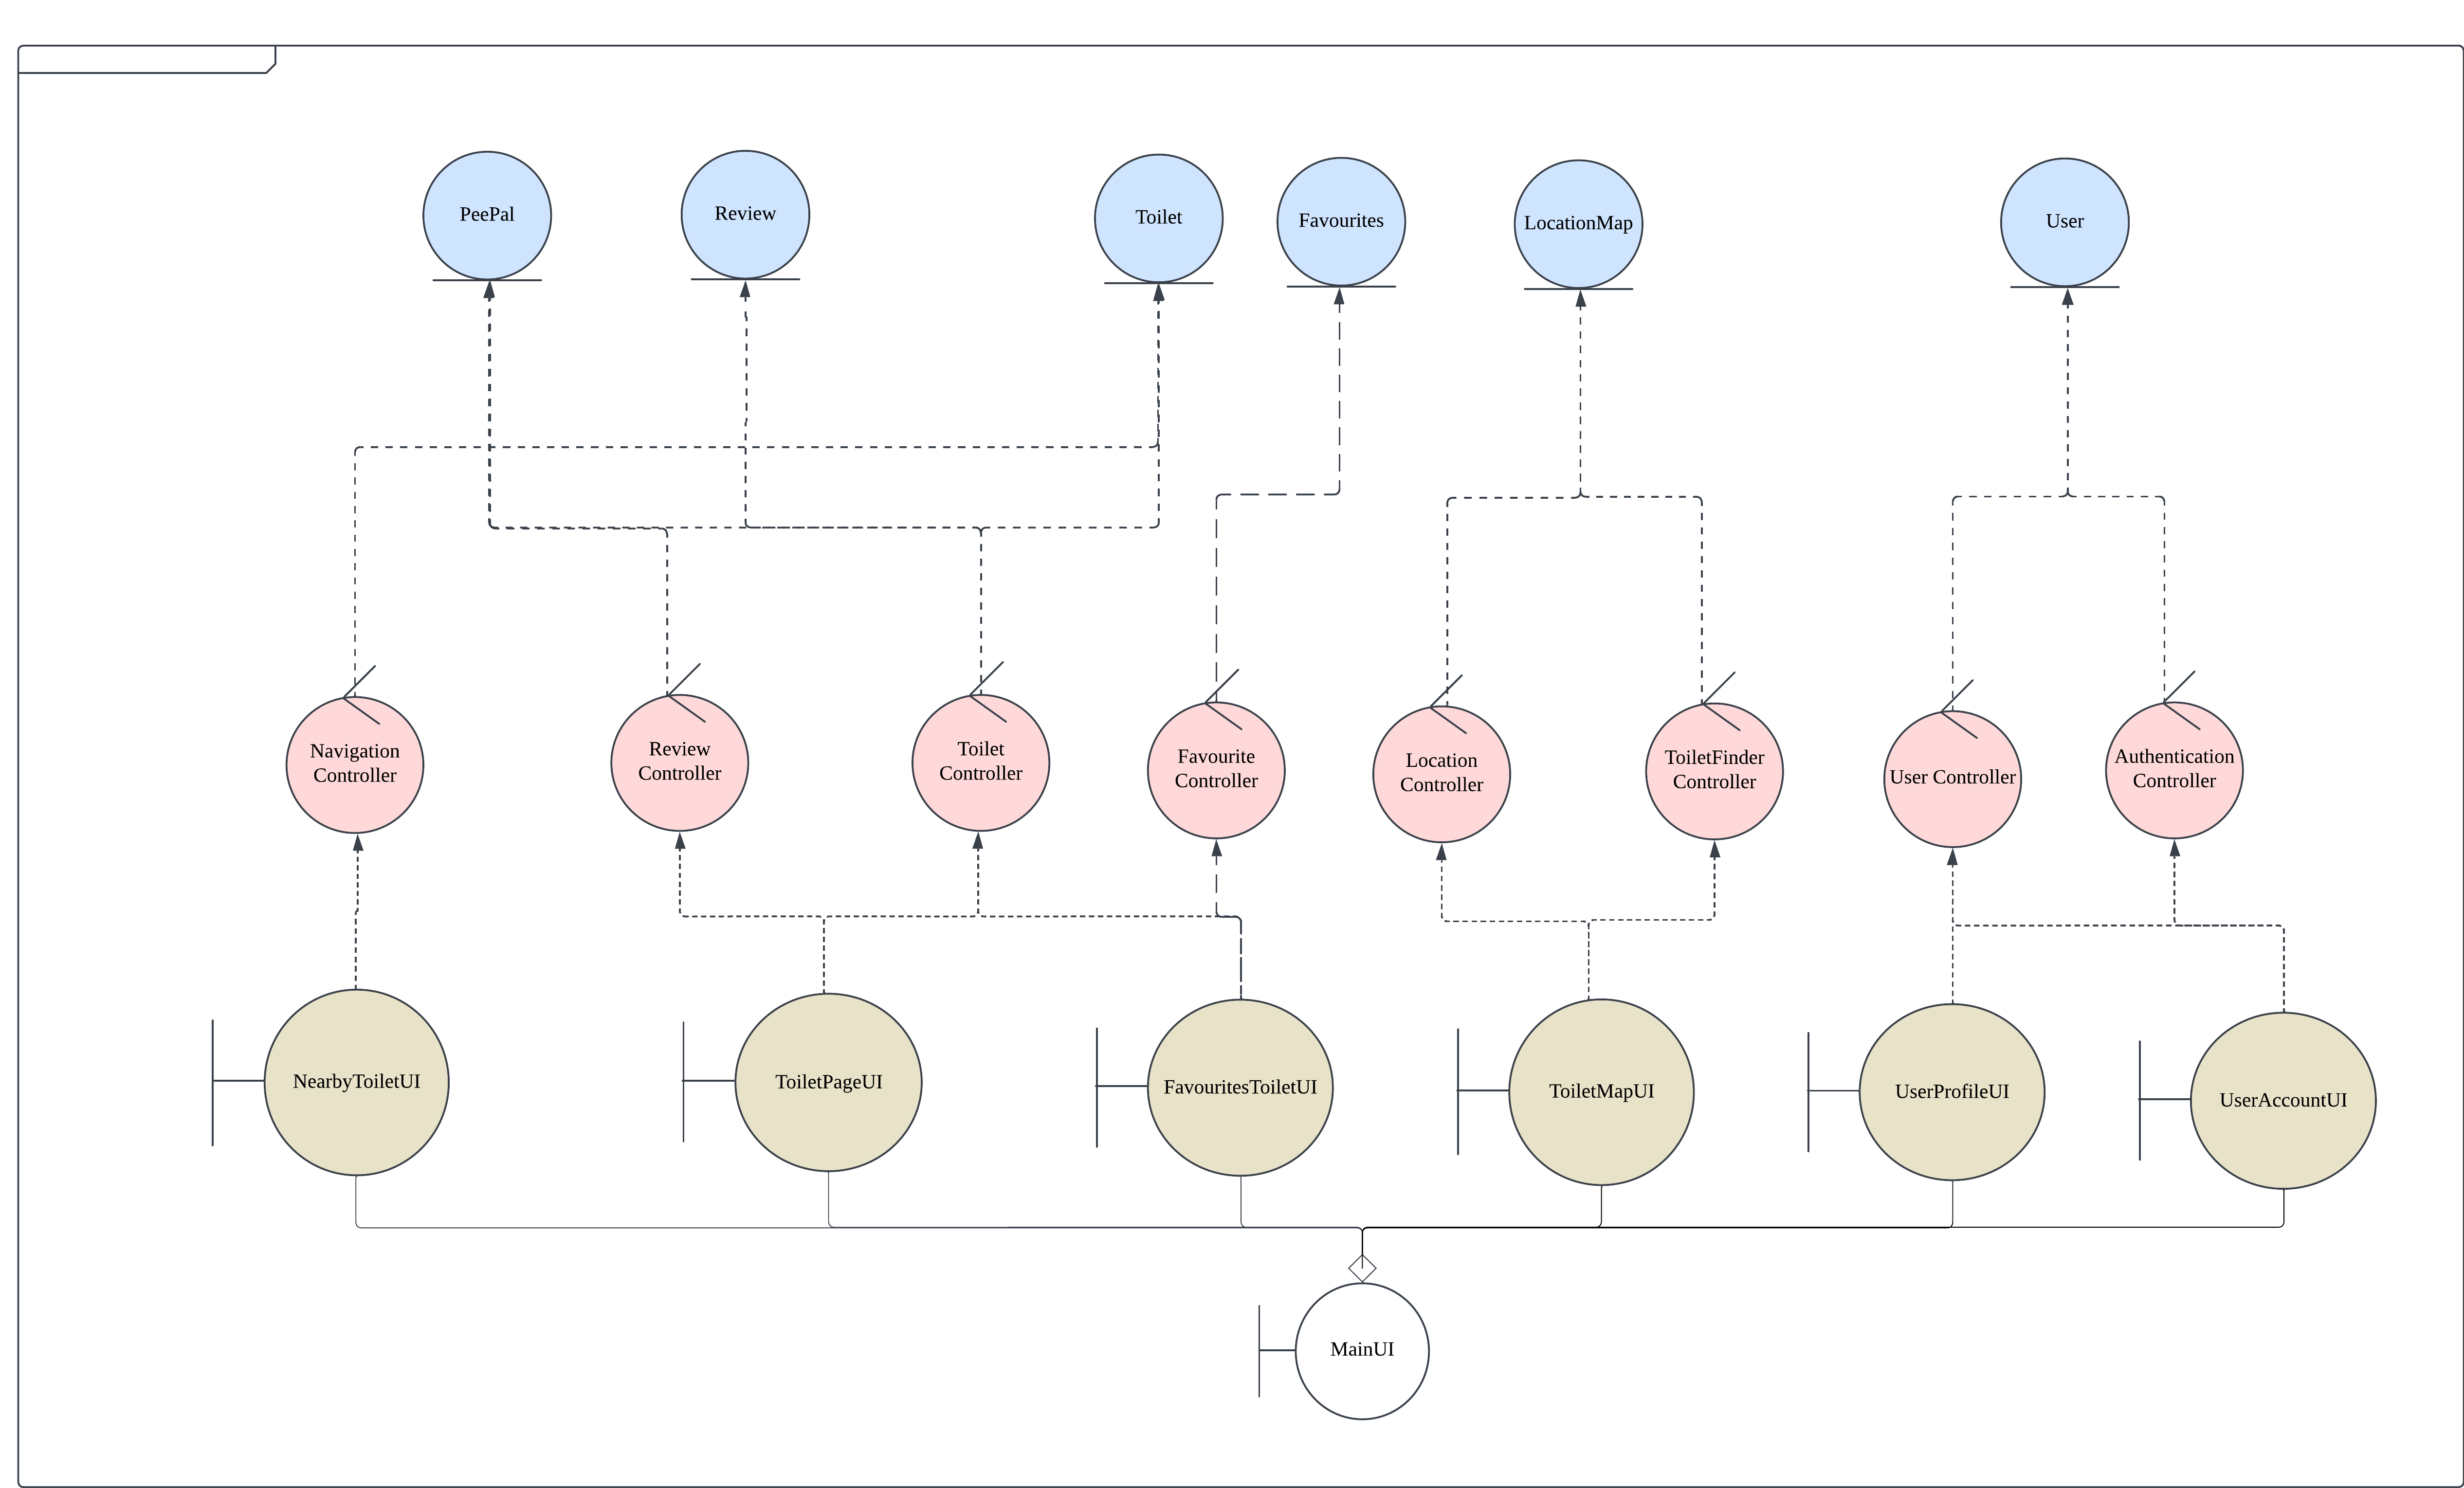 PeePal
Review
Toilet
Favourites
LocationMap
User
Navigation
Controller
Review
Controller
Toilet
Controller
Favourite
Controller
Location
Controller
ToiletFinder
Controller
User Controller
Authentication
Controller
NearbyToiletUI
ToiletPageUI
FavouritesToiletUI
ToiletMapUI
UserProfileUI
UserAccountUI
MainUI